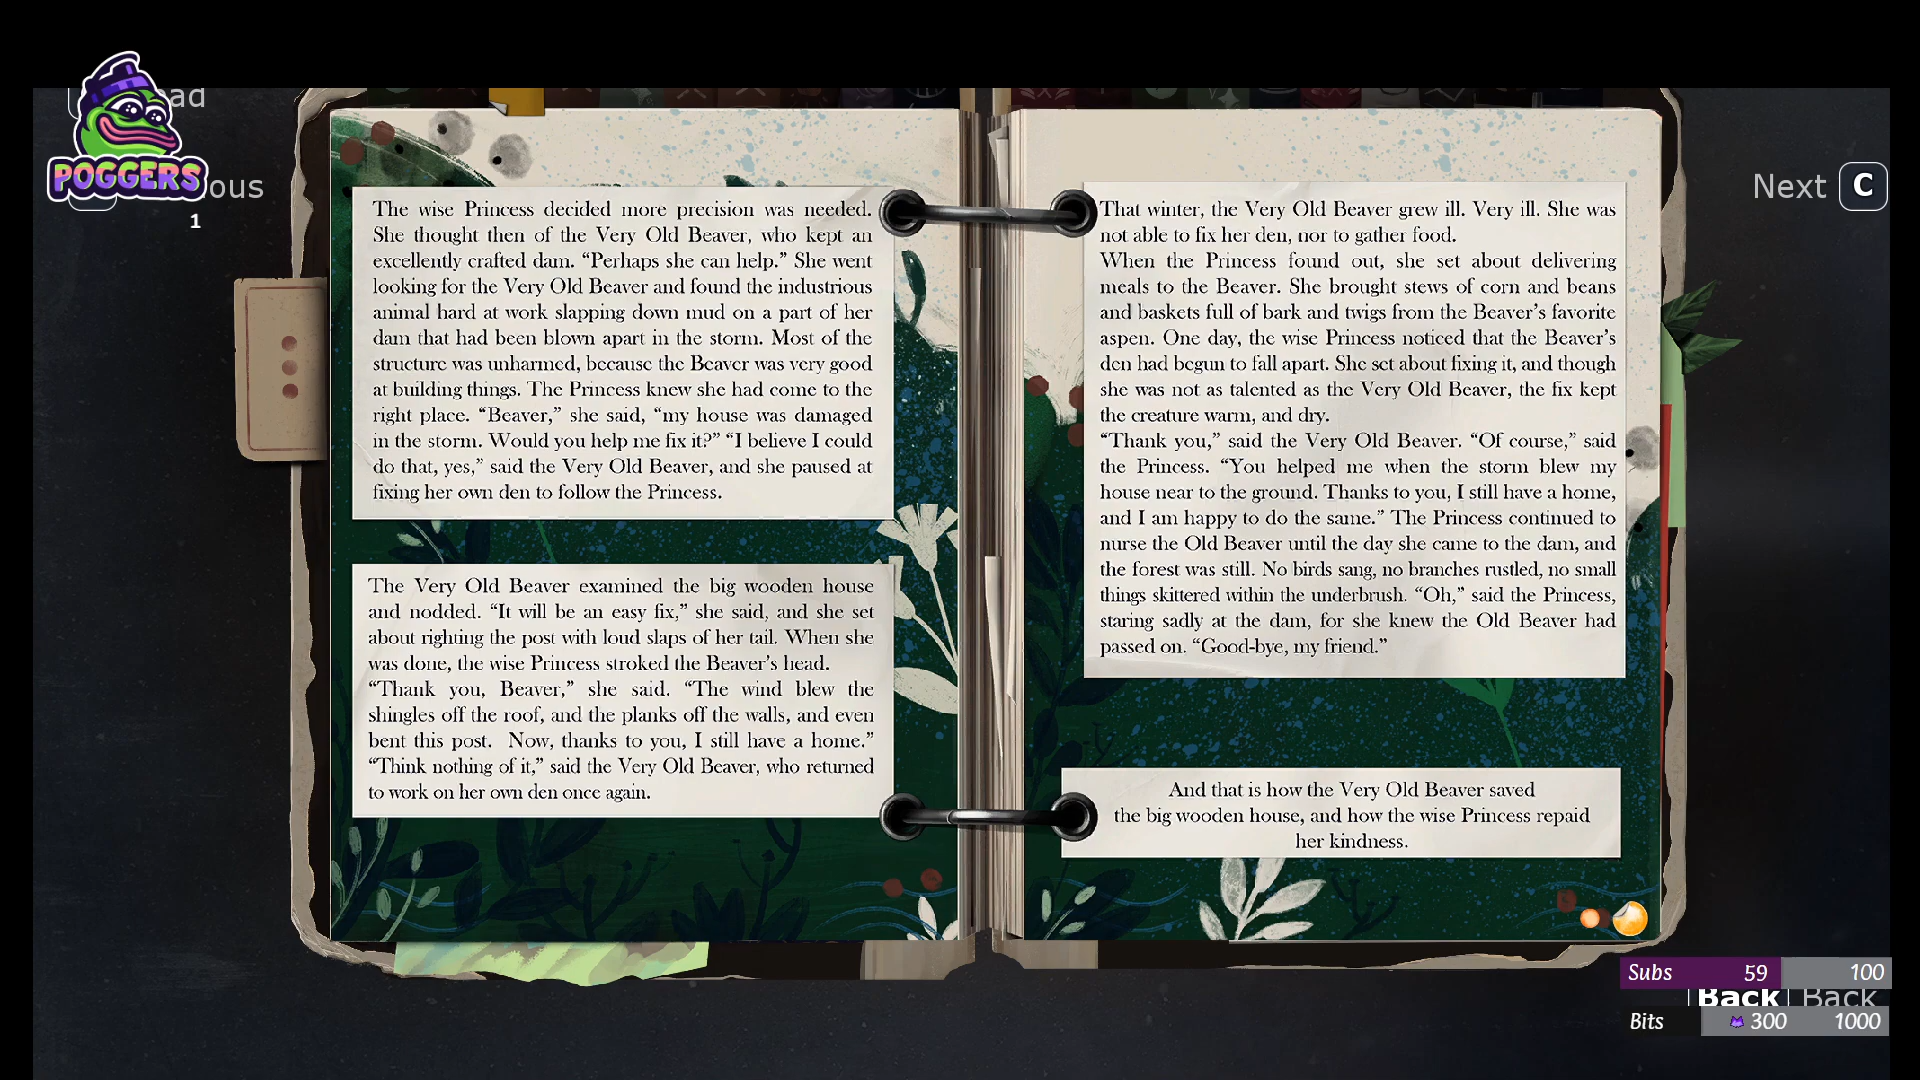 ad
POGGERS
ous
1
Next C
The wise Princess decided more precision was needed.
She thought then of the Very Old Beaver, who kept an
excellently crafted dam. “Perhaps she can help.” She went
looking for the Very Old Beaver and found the industrious
animal hard at work slapping down mud on a part of her
dam that had been blown apart in the storm. Most of the
structure was unharmed, because the Beaver was very good
at building things. The Princess knew she had come to the
right place. “Beaver,” she said, “my house was damaged
in the storm. Would you help me fix it?” “I believe I could
do that, yes,” said the Very Old Beaver, and she paused at
fixing her own den to follow the Princess.
The Very Old Beaver examined the big wooden house
and nodded. “It will be an easy fix,” she said, and she set
about righting the post with loud slaps of her tail. When she
was done, the wise Princess stroked the Beaver’s head.
“Thank you, Beaver,” she said. “The wind blew the
shingles off the roof, and the planks off the walls, and even
bent this post. Now, thanks to you, I still have a home.”
“Think nothing of it,” said the Very Old Beaver, who returned
to work on her own den once again.
That winter, the Very Old Beaver grew ill. Very ill. She was
not able to fix her den, nor to gather food.
When the Princess found out, she set about delivering
meals to the Beaver. She brought stews of corn and beans
and baskets full of bark and twigs from the Beaver’s favorite
aspen. One day, the wise Princess noticed that the Beaver’s
den had begun to fall apart. She set about fixing it, and though
she was not as talented as the Very Old Beaver, the fix kept
the creature warm, and dry.
“Thank you,” said the Very Old Beaver. “Of course,” said
the Princess. “You helped me when the storm blew my
house near to the ground. Thanks to you, I still have a home,
and I am happy to do the same.” The Princess continued to
nurse the Old Beaver until the day she came to the dam, and
the forest was still. No birds sang, no branches rustled, no small
things skittered within the underbrush. “Oh,” said the Princess,
staring sadly at the dam, for she knew the Old Beaver had
passed on. “Good-bye, my friend.”
And that is how the Very Old Beaver saved
the big wooden house, and how the wise Princess repaid
her kindness.
Subs 59 100
Back Back
Bits 300 1000